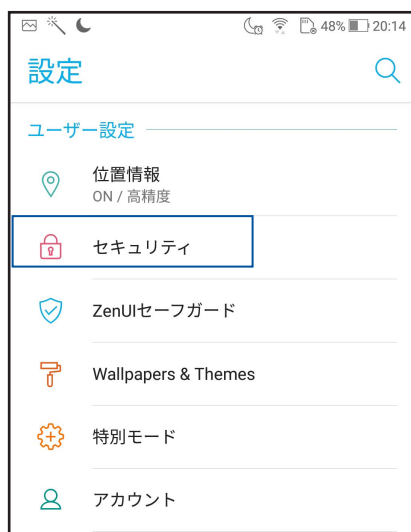 48% 20:14
設定
ユーザー設定
位置情報
ON / 高精度
セキュリティ
ZenUIセーフガード
Wallpapers & Themes
特別モード
アカウント